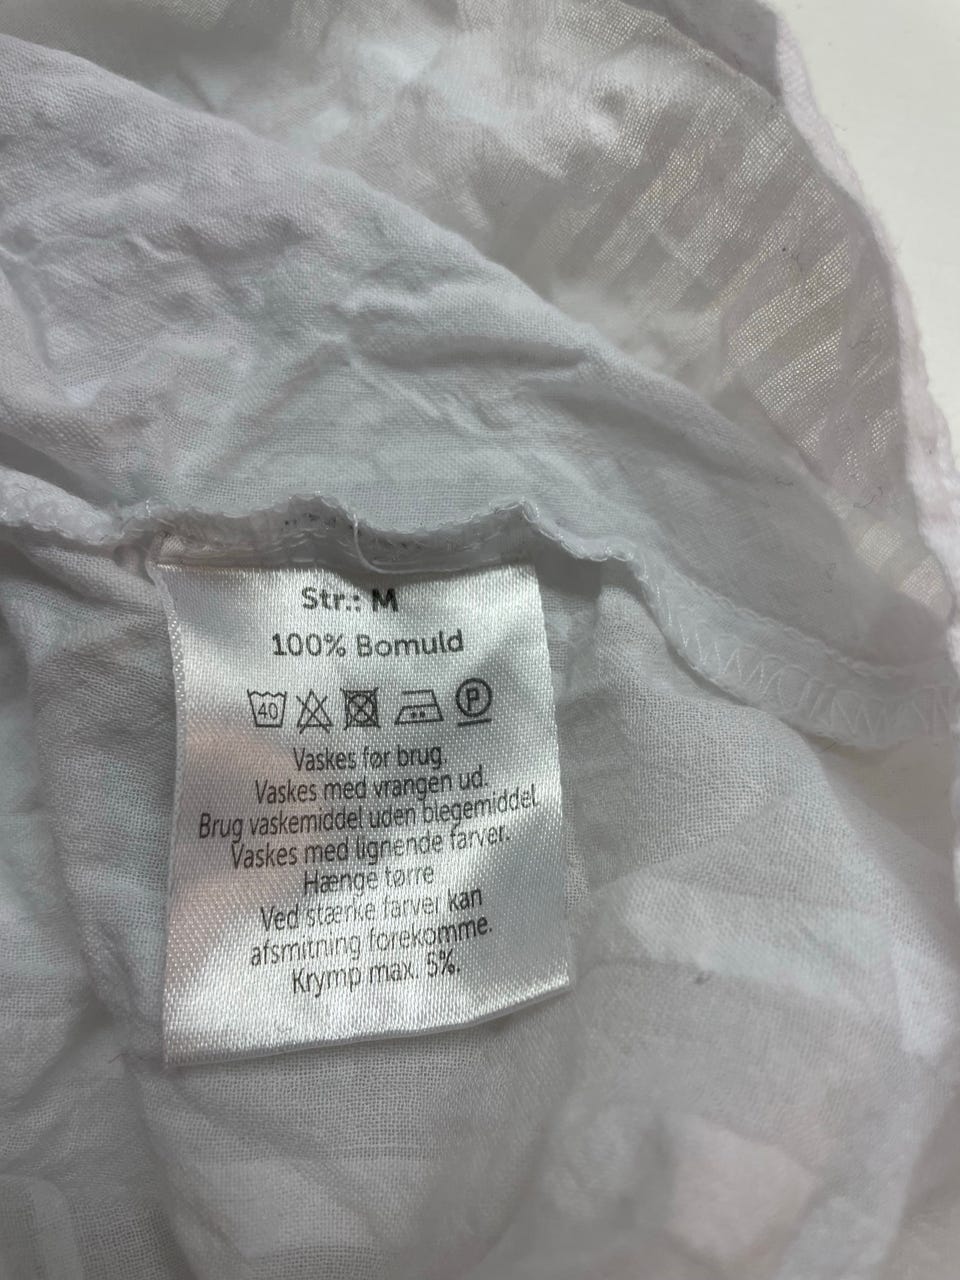 Str.: M
100% Bomuld
40 P
Vaskes før brug.
Vaskes med vrangen ud.
Brug vaskemiddel uden blegemiddel
Vaskes med lignende farver.
Hænge tørre
Ved stærke farver kan
afsmitning forekomme.
Krymp max. 5%.